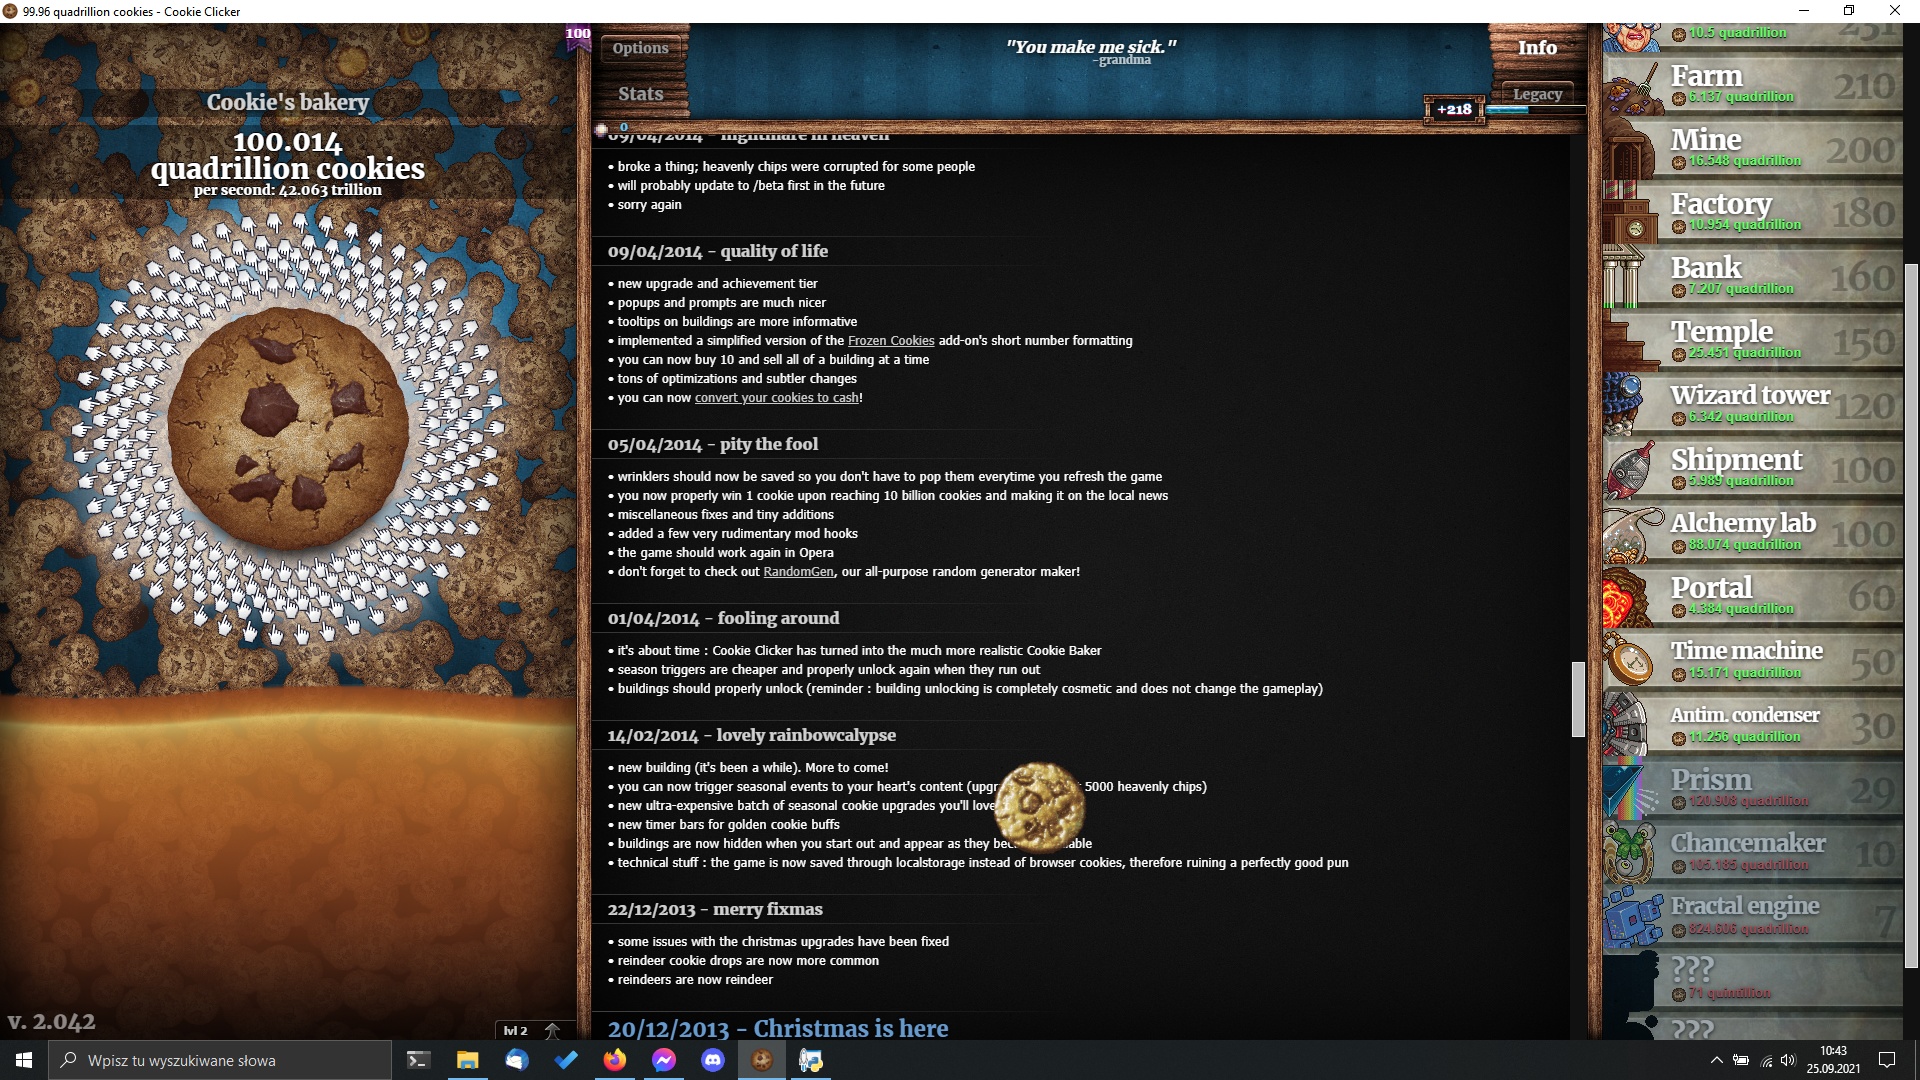 99.96 quadrillion cookies - Cookie Clicker
Cookie's bakery
100.014
quadrillion cookies
per second: 42.063 trillion
v. 2.042
lvl 2
100
Options
Stats
0
"You make me sick."
-grandma
Info
Legacy
+218
09/04/2014 - nightmare in heaven
• broke a thing; heavenly chips were corrupted for some people
• will probably update to /beta first in the future
• sorry again
09/04/2014 - quality of life
• new upgrade and achievement tier
• popups and prompts are much nicer
• tooltips on buildings are more informative
• implemented a simplified version of the Frozen Cookies add-on's short number formatting
• you can now buy 10 and sell all of a building at a time
• tons of optimizations and subtler changes
• you can now convert your cookies to cash!
05/04/2014 - pity the fool
• wrinklers should now be saved so you don't have to pop them everytime you refresh the game
• you now properly win 1 cookie upon reaching 10 billion cookies and making it on the local news
• miscellaneous fixes and tiny additions
• added a few very rudimentary mod hooks
• the game should work again in Opera
• don't forget to check out RandomGen, our all-purpose random generator maker!
01/04/2014 - fooling around
• it's about time : Cookie Clicker has turned into the much more realistic Cookie Baker
• season triggers are cheaper and properly unlock again when they run out
• buildings should properly unlock (reminder : building unlocking is completely cosmetic and does not change the gameplay)
14/02/2014 - lovely rainbowcalypse
• new building (it's been a while). More to come!
• you can now trigger seasonal events to your heart's content 5000 heavenly chips)
• new ultra-expensive batch of seasonal cookie upgrades you'll love
• new timer bars for golden cookie buffs
• buildings are now hidden when you start out and appear as they
• technical stuff : the game is now saved through localstorage instead of browser cookies, therefore ruining a perfectly good pun
22/12/2013 - merry fixmas
• some issues with the christmas upgrades have been fixed
• reindeer cookie drops are now more common
• reindeers are now reindeer
20/12/2013 - Christmas is here
10.5 quadrillion
231
Farm
6.137 quadrillion
210
Mine
16.548 quadrillion
200
Factory
10.954 quadrillion
180
Bank
7.207 quadrillion
160
Temple
25.451 quadrillion
150
Wizard tower
6.342 quadrillion
120
Shipment
5.989 quadrillion
100
Alchemy lab
88.074 quadrillion
100
Portal
4.384 quadrillion
60
Time machine
15.171 quadrillion
50
Antim. condenser
11.256 quadrillion
30
Prism
120.908 quadrillion
29
Chancemaker
105.185 quadrillion
10
Fractal engine
824.606 quadrillion
7
???
71 quintillion
???
Wpisz tu wyszukiwane słowa
10:43
25.09.2021